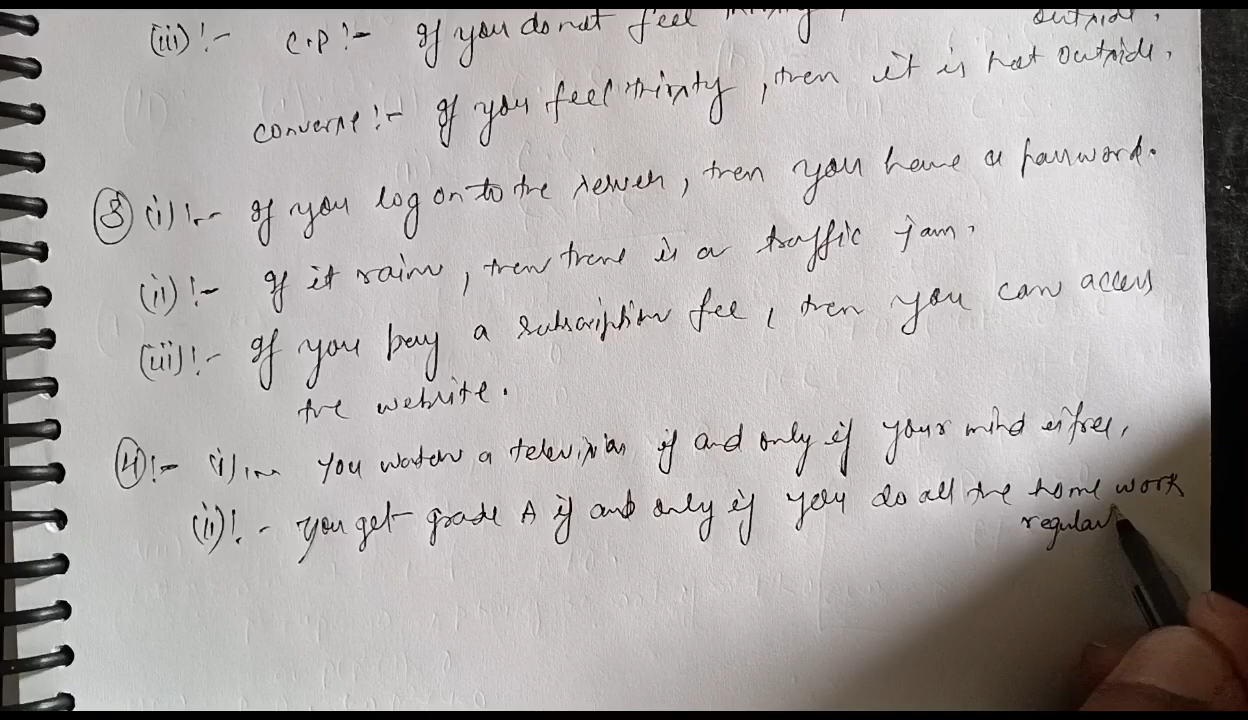 (iii) :- C.P :- If you do not feel outside.
converse :- If you feel thirsty, then it is not outside.
③ (i) :- If you log on to the server, then you have a password.
(ii) :- If it rains, then there is a traffic jam.
(iii) :- If you pay a subscription fee, then you can access
the website.
④ :- (i) :- You watch a television if and only if your mind is free,
(ii) :- you get grade A if and only if you do all the home work
regular